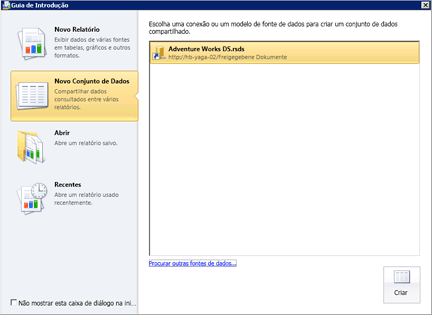 Guia de Introdução
Novo Relatório
Exibir dados de várias fontes
em tabelas, gráficos e outros
formatos.
Novo Conjunto de Dados
Compartilhar dados
consultados entre vários
relatórios.
Abrir
Abre um relatório salvo.
Recentes
Abre um relatório usado
recentemente.
Não mostrar esta caixa de diálogo na ini...
Escolha uma conexão ou um modelo de fonte de dados para criar um conjunto de dados
compartilhado.
Adventure Works DS.rsds
http://hb-yaga-02/freigegebene Dokumente
Procurar outras fontes de dados...
Criar